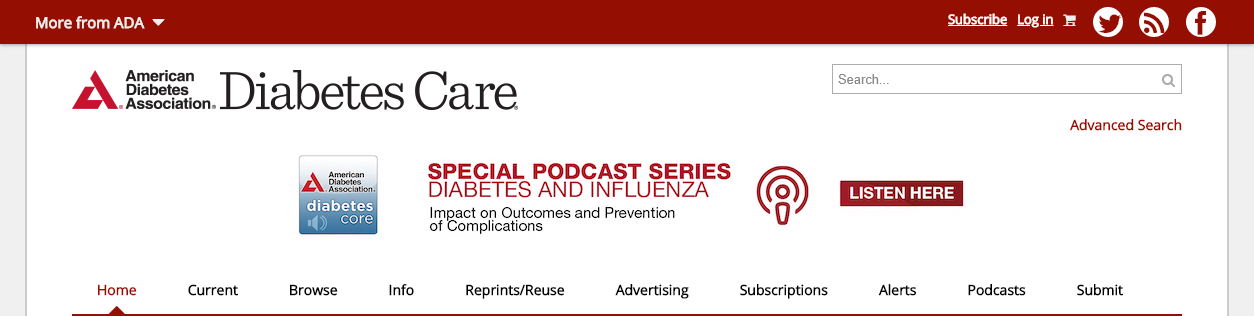 More from ADA
Subscribe Log in
American
Diabetes
Association®
Diabetes Care®
Search...
Advanced Search
American
Diabetes
Association®
diabetes
core
SPECIAL PODCAST SERIES
DIABETES AND INFLUENZA
Impact on Outcomes and Prevention
of Complications
LISTEN HERE
Home Current Browse Info Reprints/Reuse Advertising Subscriptions Alerts Podcasts Submit